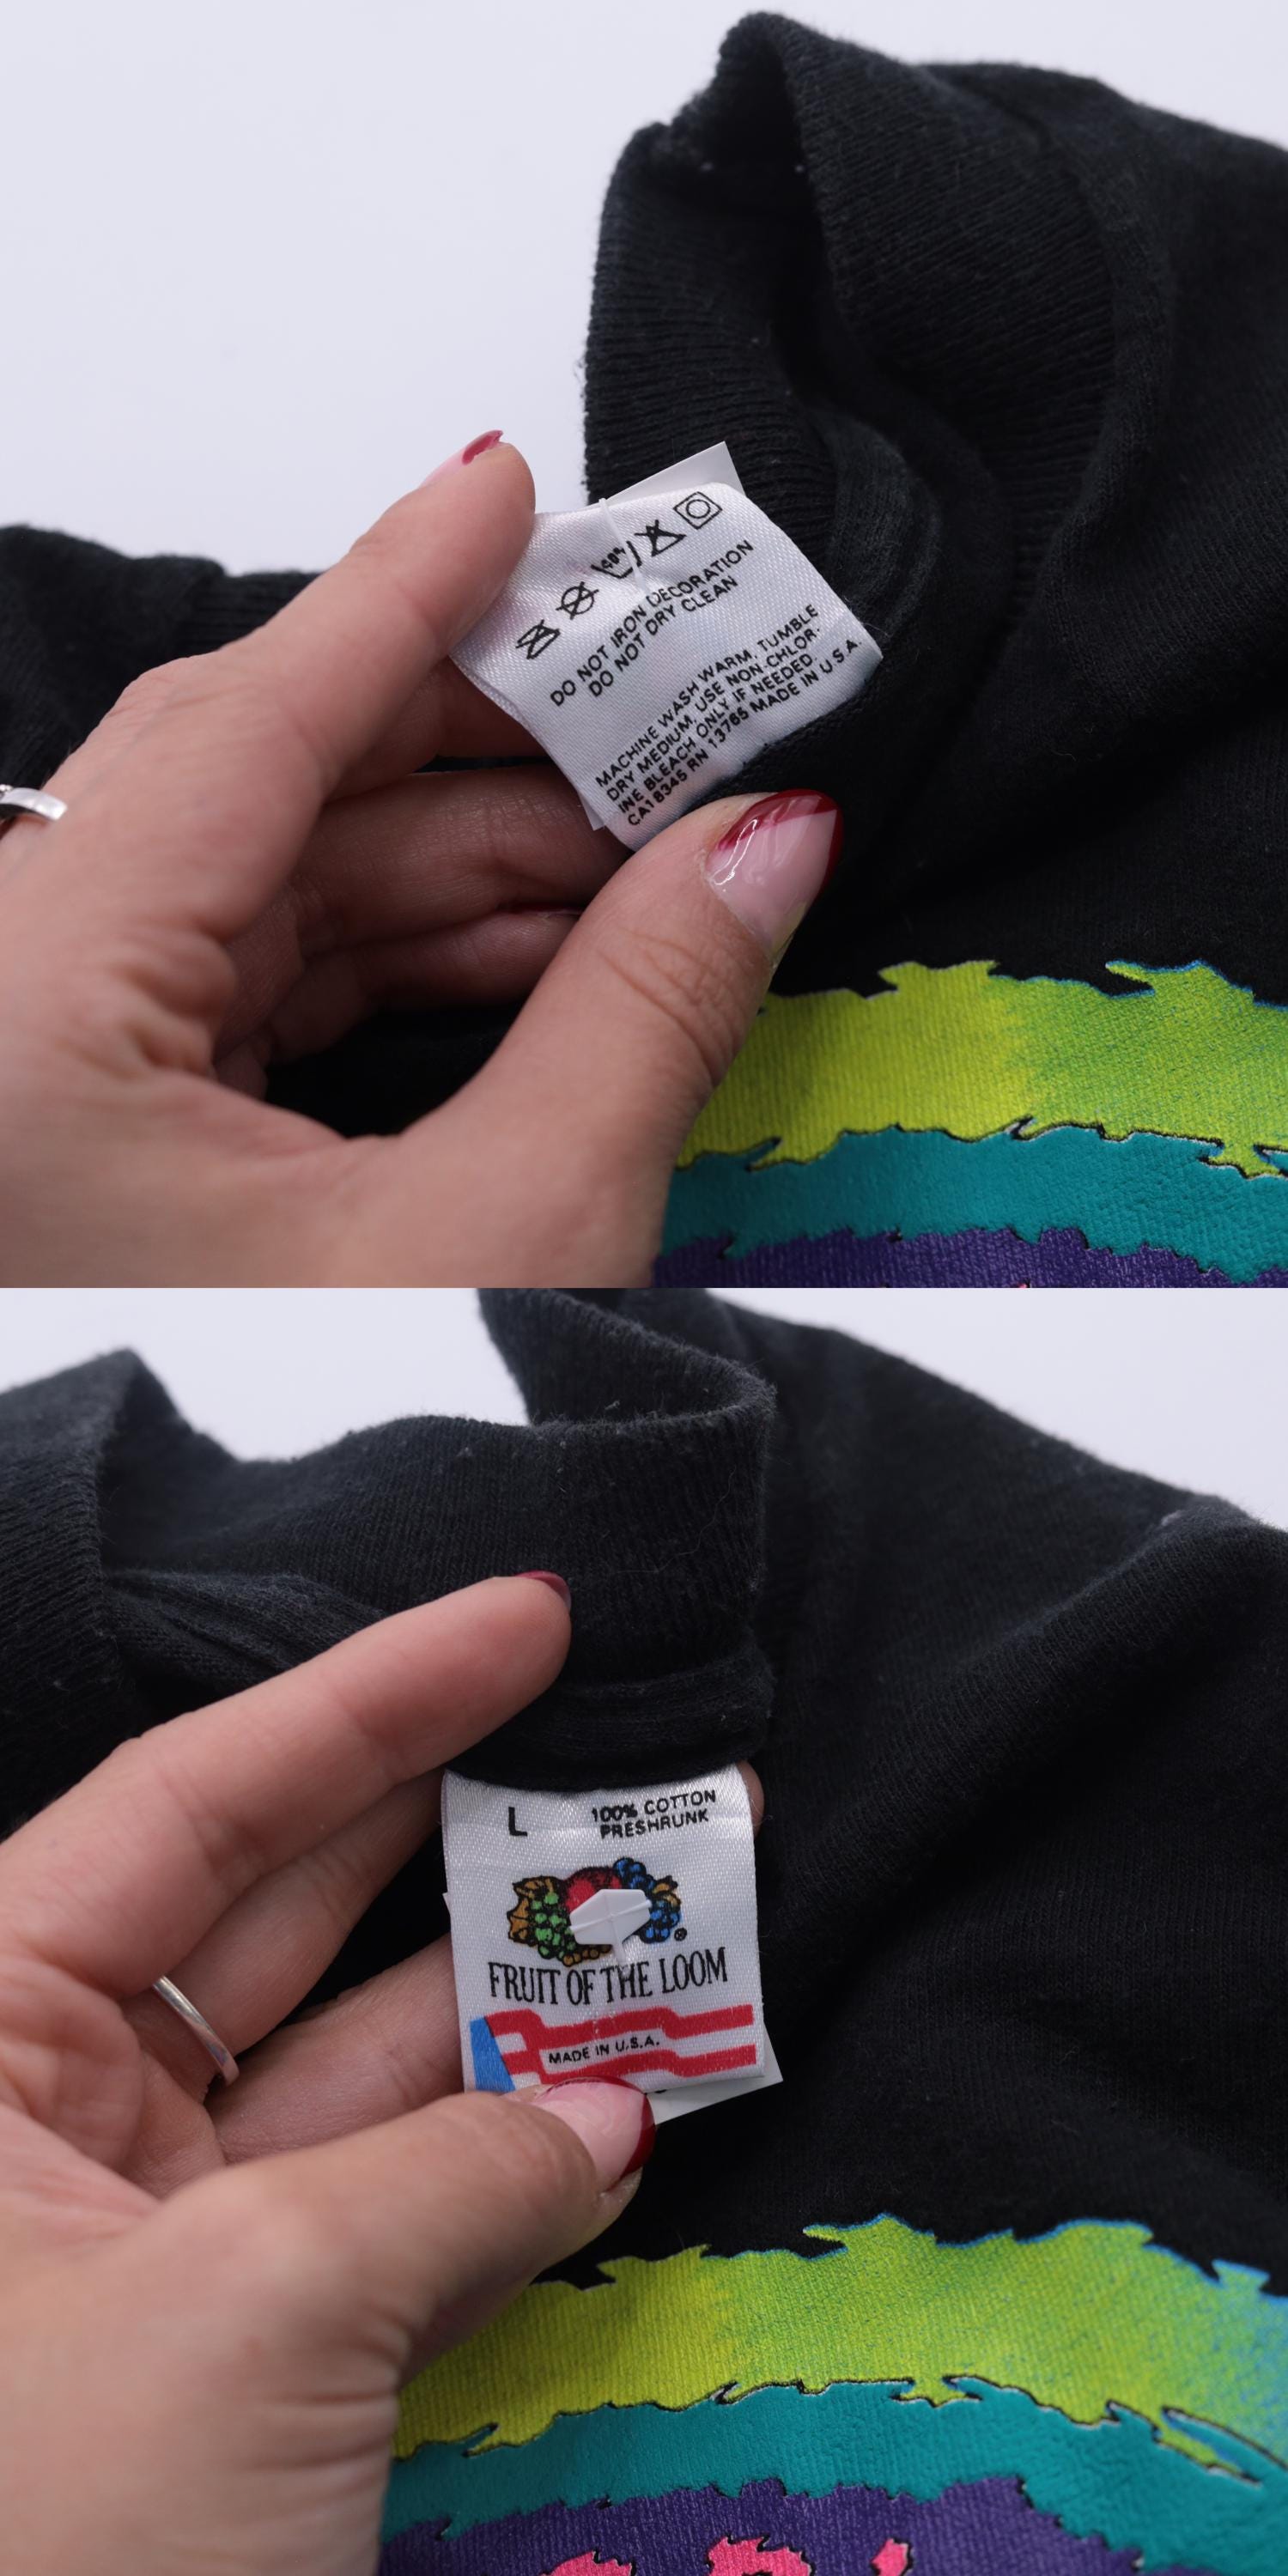 40°
DO NOT IRON DECORATION
DO NOT DRY CLEAN
MACHINE WASH WARM, TUMBLE
DRY MEDIUM, USE NON-CHLOR-
INE BLEACH ONLY IF NEEDED.
CA18345 RN 13765 MADE IN U.S.A.
L
100% COTTON
PRESHRUNK
®
FRUIT OF THE LOOM
MADE IN U.S.A.